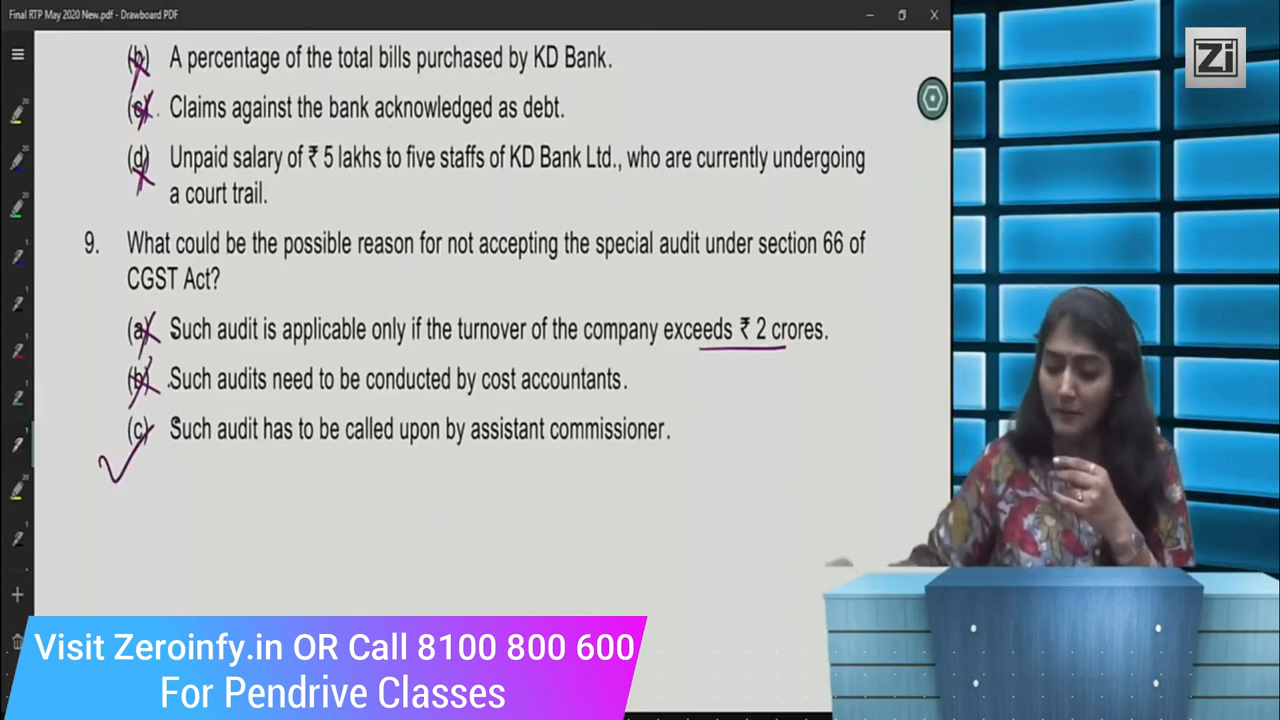 Final RTP May 2020 New.pdf - Drawboard PDF
Zi
(b) A percentage of the total bills purchased by KD Bank.
(c) Claims against the bank acknowledged as debt.
(d) Unpaid salary of ₹ 5 lakhs to five staffs of KD Bank Ltd., who are currently undergoing
a court trail.
9. What could be the possible reason for not accepting the special audit under section 66 of
CGST Act?
(a) Such audit is applicable only if the turnover of the company exceeds ₹ 2 crores.
(b) Such audits need to be conducted by cost accountants.
(c) Such audit has to be called upon by assistant commissioner.
Visit Zeroinfy.in OR Call 8100 800 600
For Pendrive Classes